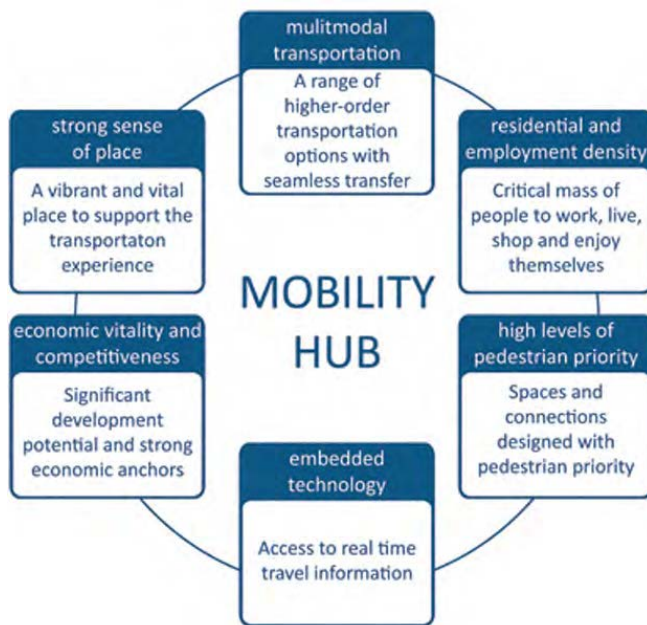 mulitmodal
transportation
A range of
higher-order
transportation
options with
seamless transfer
strong sense
of place
A vibrant and vital
place to support the
transportaton
experience
residential and
employment density
Critical mass of
people to work, live,
shop and enjoy
themselves
MOBILITY
HUB
economic vitality and
competitiveness
Significant
development
potential and strong
economic anchors
high levels of
pedestrian priority
Spaces and
connections
designed with
pedestrian priority
embedded
technology
Access to real time
travel information